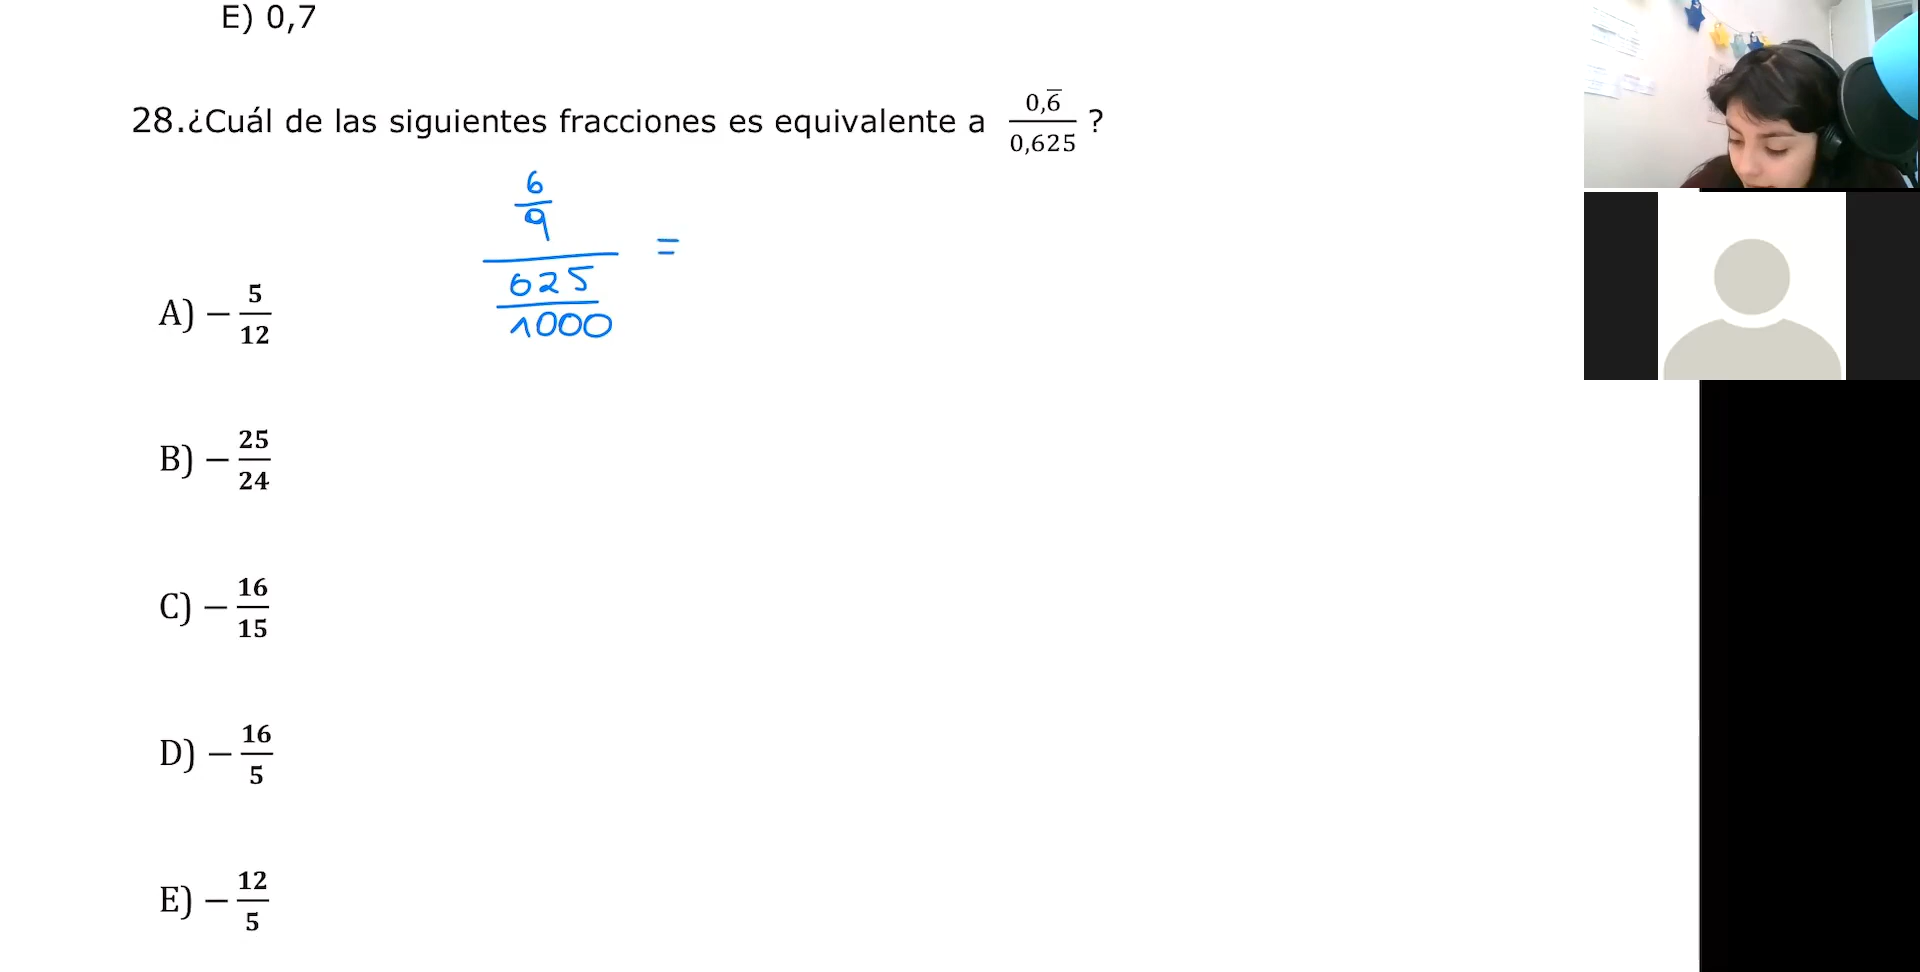 E) 0,7
28.¿Cuál de las siguientes fracciones es equivalente a 0,6̅/0,625 ?
6/9
625/1000
=
A) − 5/12
B) − 25/24
C) − 16/15
D) − 16/5
E) − 12/5